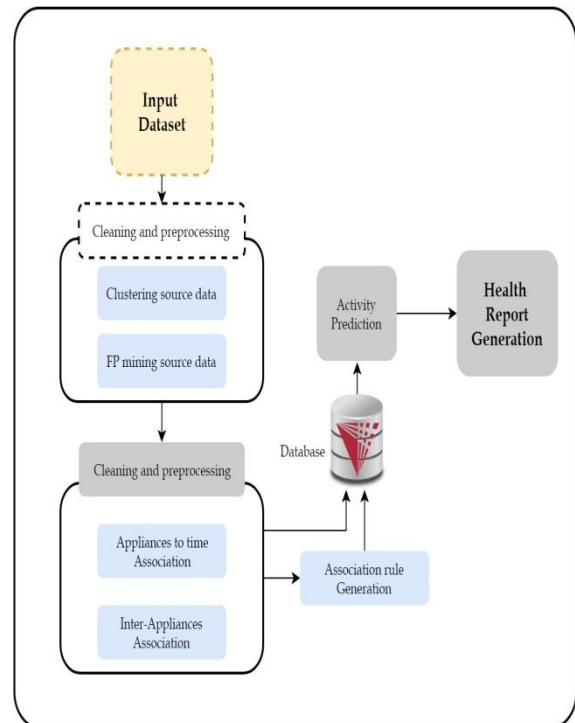 Input
Dataset
Cleaning and preprocessing
Clustering source data
FP mining source data
Cleaning and preprocessing
Appliances to time
Association
Inter-Appliances
Association
Association rule
Generation
Database
Activity
Prediction
Health
Report
Generation